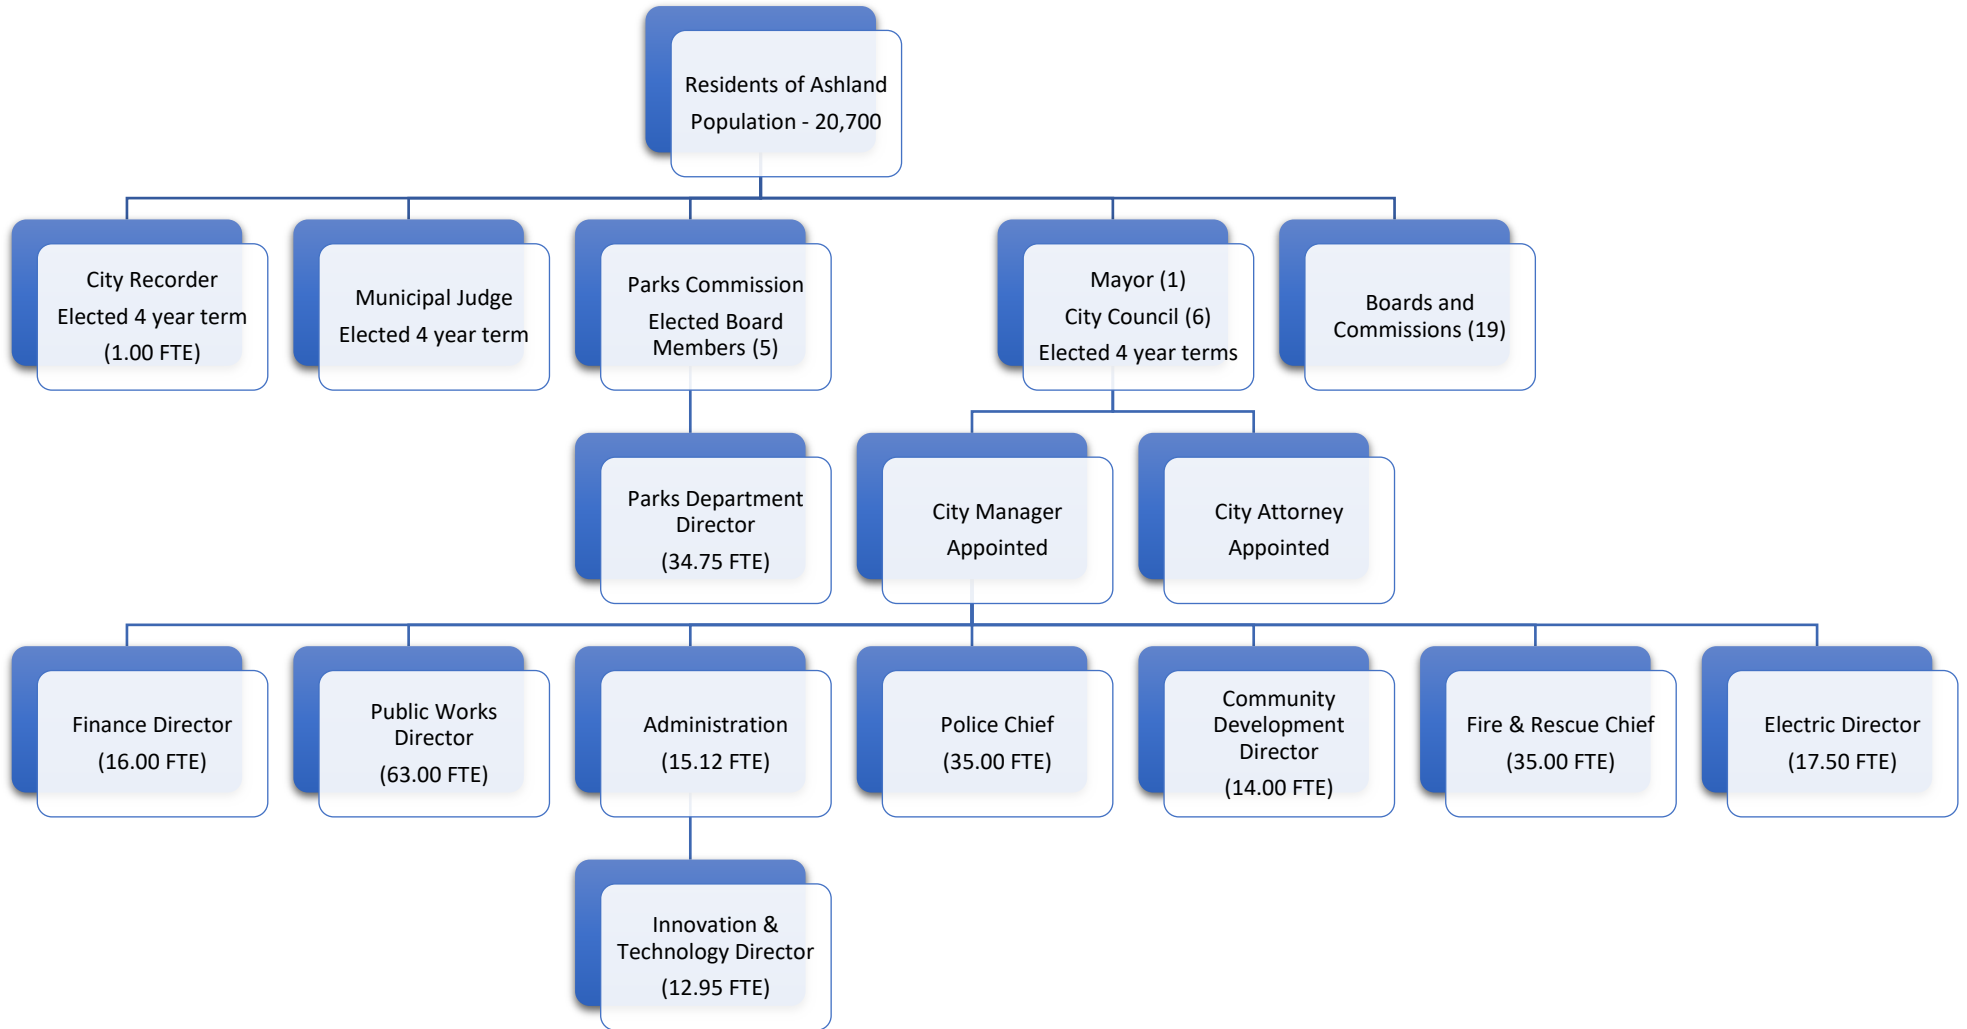 Residents of Ashland
Population - 20,700
City Recorder
Elected 4 year term
(1.00 FTE)
Municipal Judge
Elected 4 year term
Parks Commission
Elected Board
Members (5)
Mayor (1)
City Council (6)
Elected 4 year terms
Boards and
Commissions (19)
Parks Department
Director
(34.75 FTE)
City Manager
Appointed
City Attorney
Appointed
Finance Director
(16.00 FTE)
Public Works
Director
(63.00 FTE)
Administration
(15.12 FTE)
Police Chief
(35.00 FTE)
Community
Development
Director
(14.00 FTE)
Fire & Rescue Chief
(35.00 FTE)
Electric Director
(17.50 FTE)
Innovation &
Technology Director
(12.95 FTE)